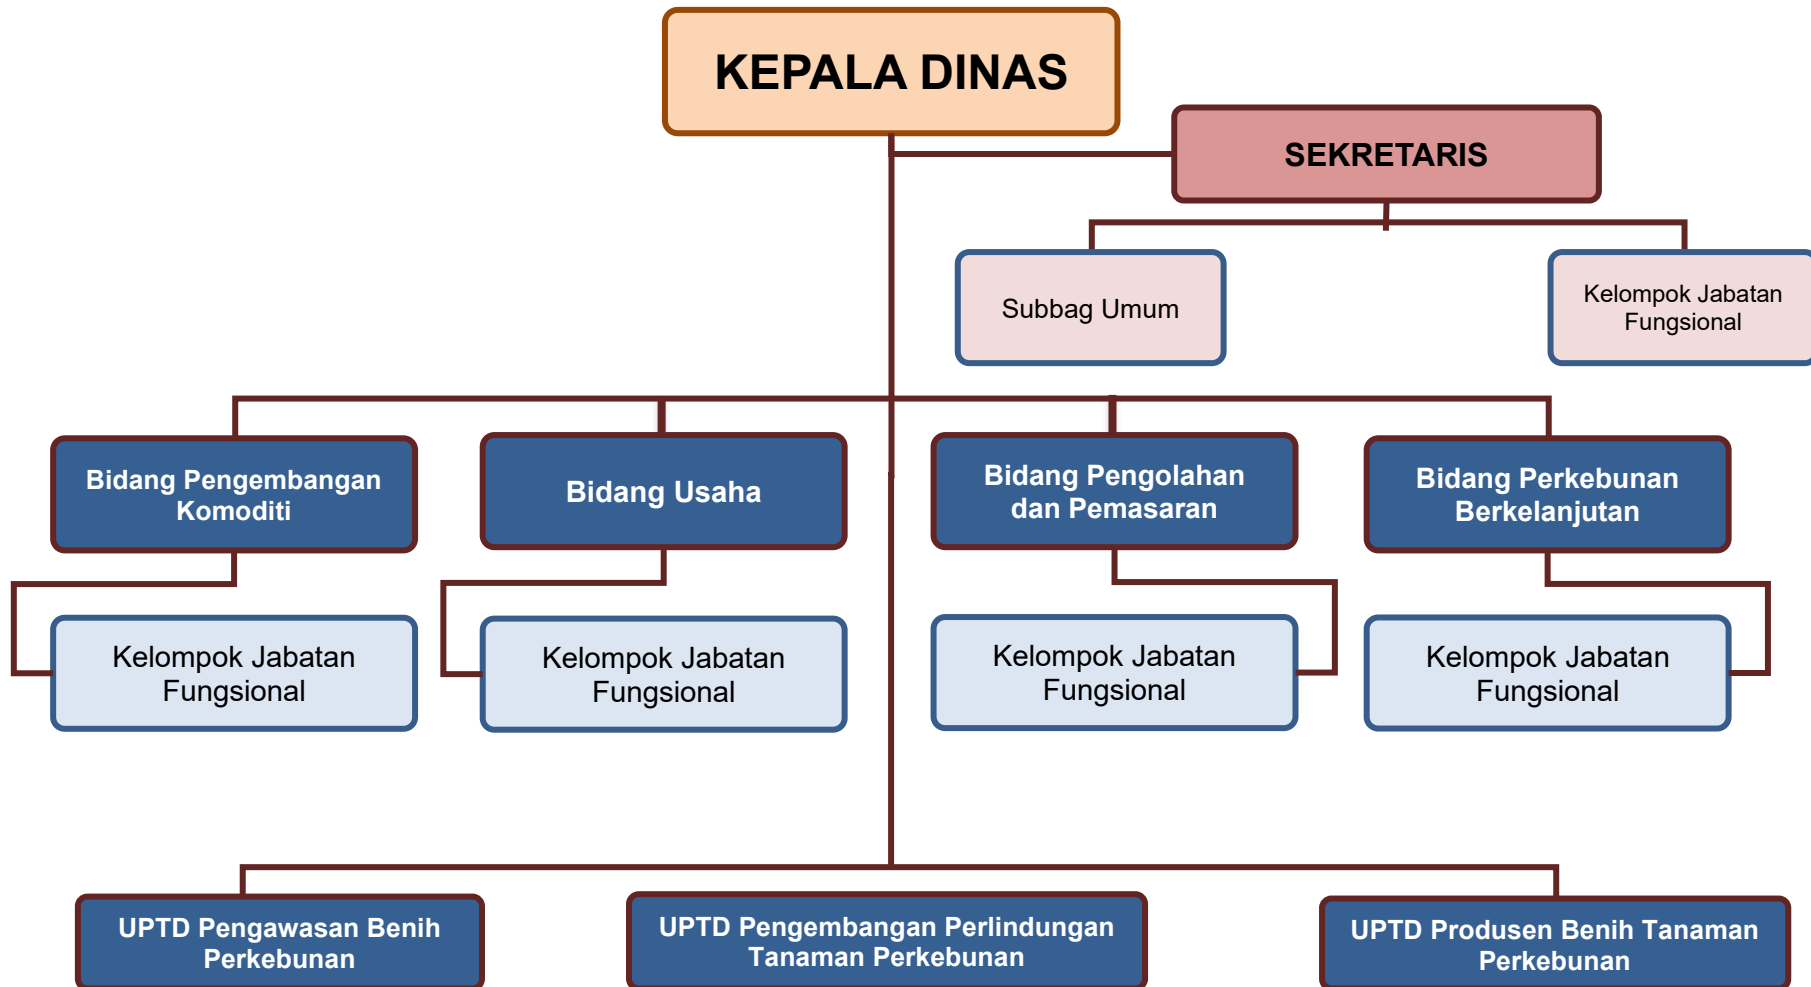 KEPALA DINAS
SEKRETARIS
Subbag Umum
Kelompok Jabatan
Fungsional
Bidang Pengembangan
Komoditi
Bidang Usaha
Bidang Pengolahan
dan Pemasaran
Bidang Perkebunan
Berkelanjutan
Kelompok Jabatan
Fungsional
Kelompok Jabatan
Fungsional
Kelompok Jabatan
Fungsional
Kelompok Jabatan
Fungsional
UPTD Pengawasan Benih
Perkebunan
UPTD Pengembangan Perlindungan
Tanaman Perkebunan
UPTD Produsen Benih Tanaman
Perkebunan